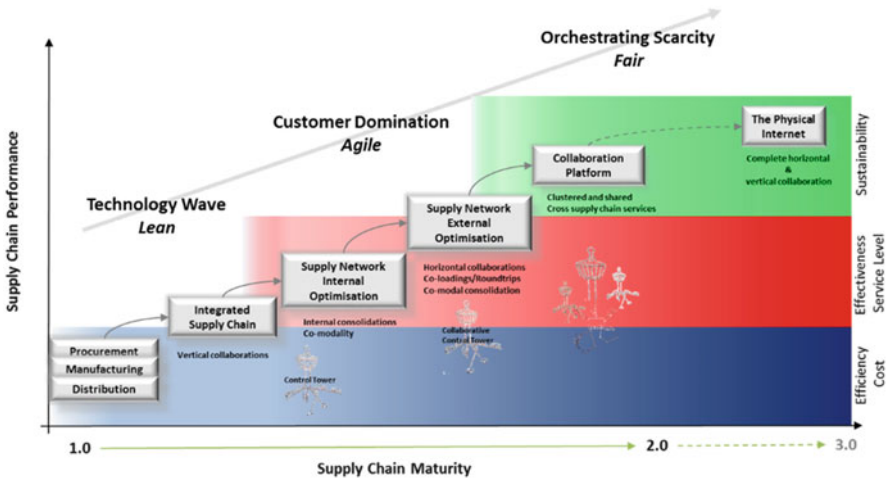 Orchestrating Scarcity
Fair
Customer Domination
Agile
Technology Wave
Lean
Supply Chain Performance
The Physical
Internet
Complete horizontal
&
vertical collaboration
Collaboration
Platform
Clustered and shared
Cross supply chain services
Supply Network
External
Optimisation
Horizontal collaborations
Co-loadings/Roundtrips
Co-modal consolidation
Supply Network
Internal
Optimisation
Internal consolidations
Co-modality
Integrated
Supply Chain
Vertical collaborations
Procurement
Manufacturing
Distribution
Control Tower
Collaborative
Control Tower
Sustainability
Effectiveness
Service Level
Efficiency
Cost
1.0
2.0
3.0
Supply Chain Maturity